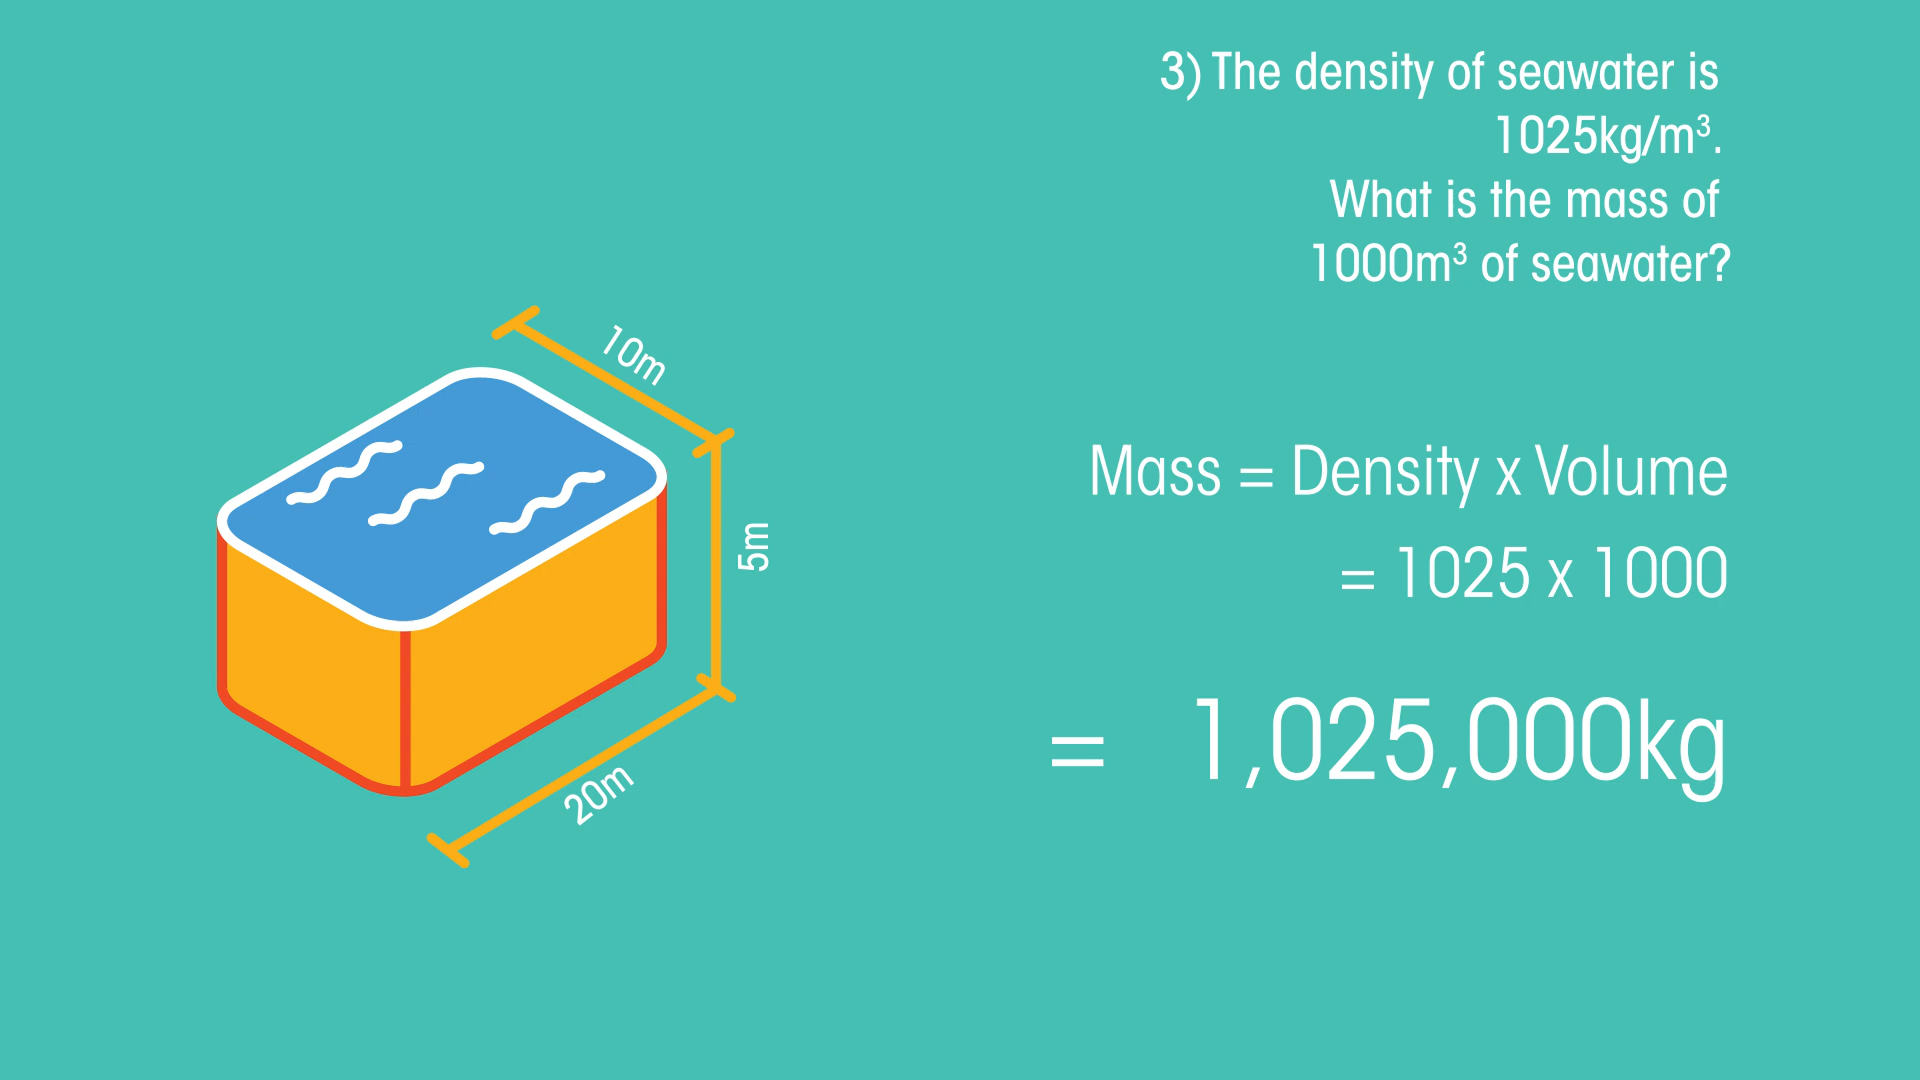 3) The density of seawater is
1025kg/m³.
What is the mass of
1000m³ of seawater?
10m
5m
20m
Mass = Density x Volume
= 1025 x 1000
= 1,025,000kg